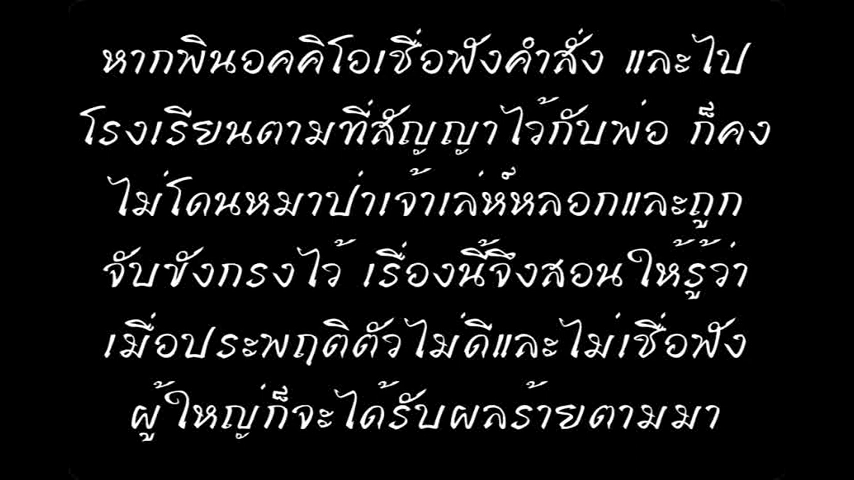 หากพินอคคิโอเชื่อฟังคำสั่ง และไป
โรงเรียนตามที่สัญญาไว้กับพ่อ ก็คง
ไม่โดนหมาป่าเจ้าเล่ห์หลอกและถูก
จับขังกรงไว้ เรื่องนี้จึงสอนให้รู้ว่า
เมื่อประพฤติตัวไม่ดีและไม่เชื่อฟัง
ผู้ใหญ่ก็จะได้รับผลร้ายตามมา